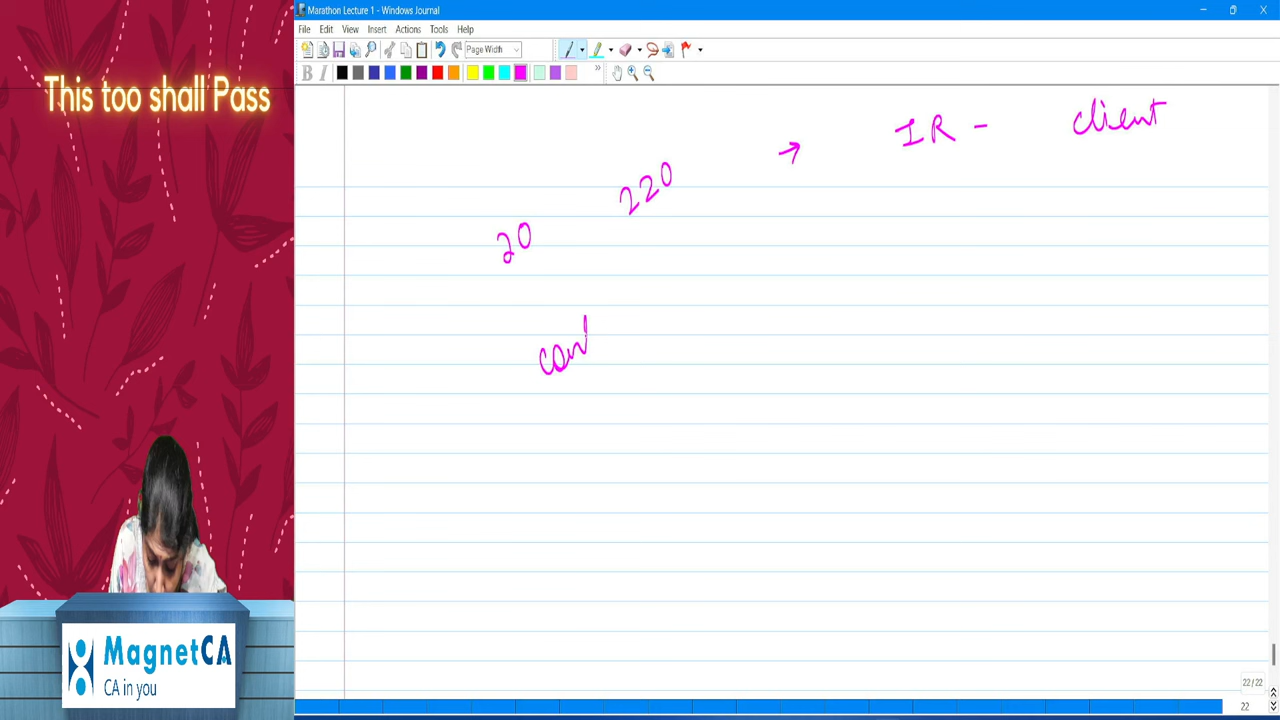 Marathon Lecture 1 - Windows Journal
File Edit View Insert Actions Tools Help
Page Width
B I
This too shall Pass
IR - client
→
220
20
MagnetCA
CA in you
22 / 22
22